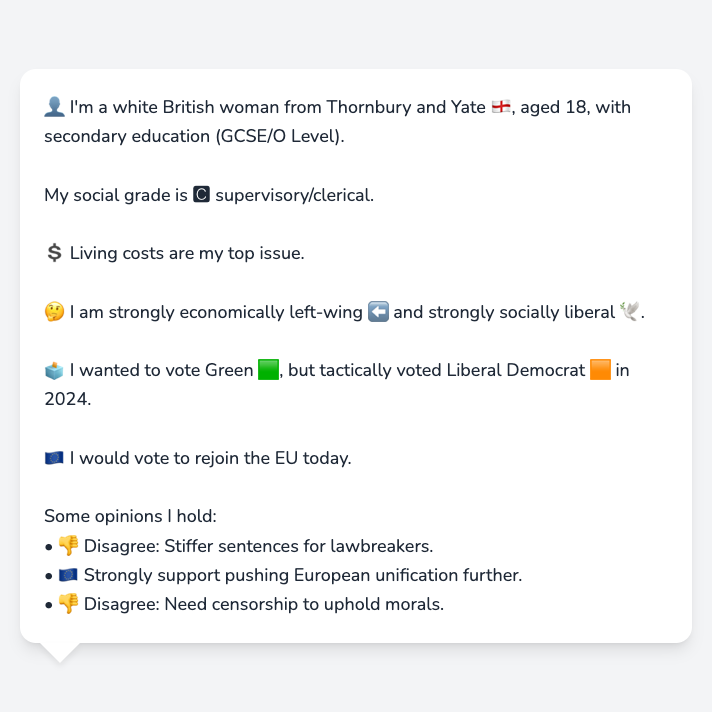 👤 I'm a white British woman from Thornbury and Yate 🏴󠁧󠁢󠁥󠁮󠁧󠁿, aged 18, with
secondary education (GCSE/O Level).
My social grade is 🅲 supervisory/clerical.
💲 Living costs are my top issue.
🤔 I am strongly economically left-wing ⬅️ and strongly socially liberal 🕊️.
🗳️ I wanted to vote Green 🟩, but tactically voted Liberal Democrat 🟧 in
2024.
🇪🇺 I would vote to rejoin the EU today.
Some opinions I hold:
• 👎 Disagree: Stiffer sentences for lawbreakers.
• 🇪🇺 Strongly support pushing European unification further.
• 👎 Disagree: Need censorship to uphold morals.